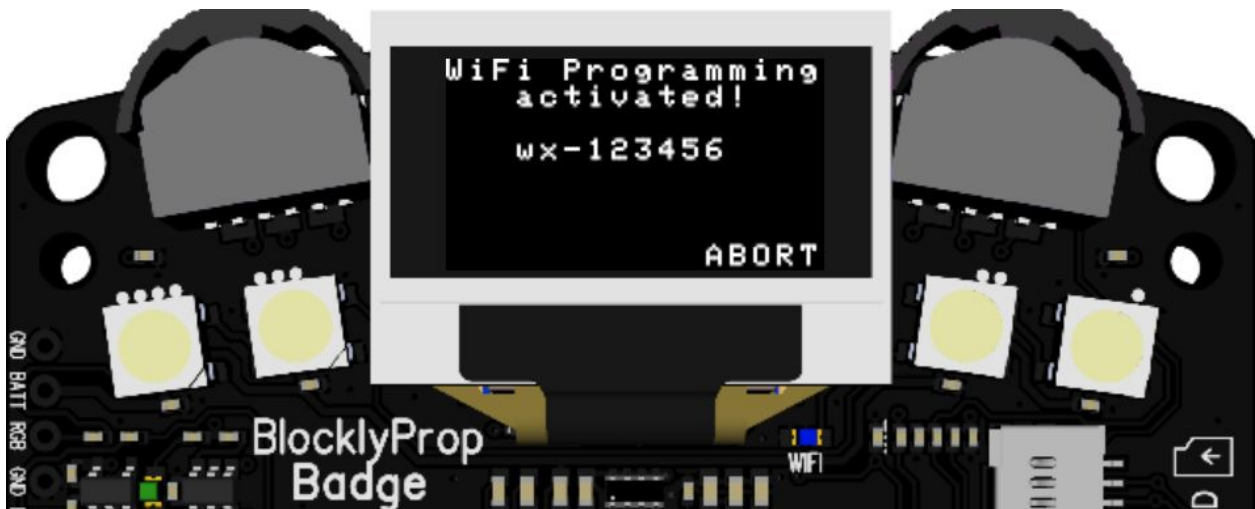 WiFi Programming
activated!
wx-123456
ABORT
GND
BATT
RGB
GND
BlocklyProp
Badge
WIFI
D